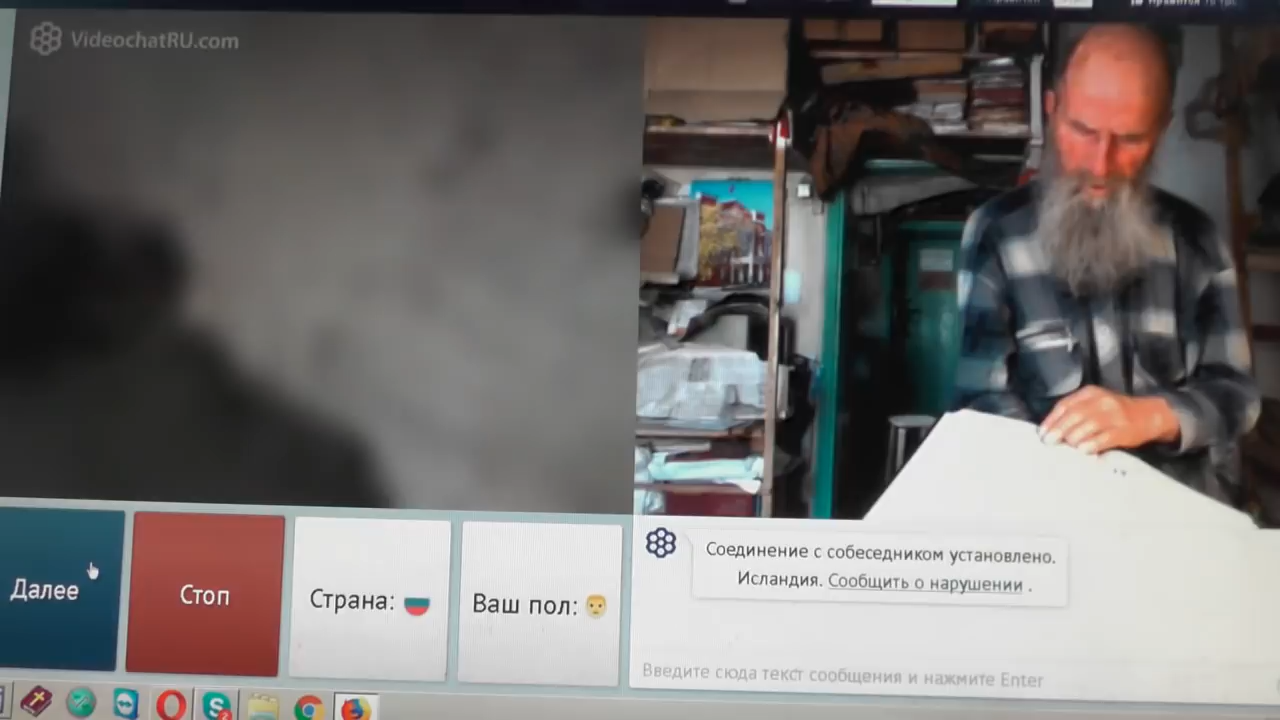 VideochatRU.com
Соединение с собеседником установлено.
Исландия. Сообщить о нарушении .
Далее
Стоп
Страна:
Ваш пол:
Введите сюда текст сообщения и нажмите Enter